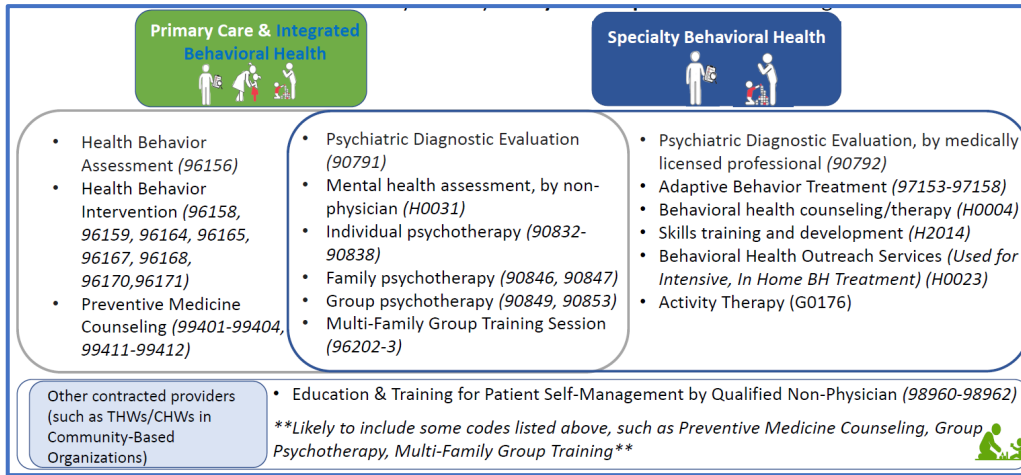 Primary Care & Integrated
Behavioral Health
Specialty Behavioral Health
• Health Behavior
Assessment (96156)
• Health Behavior
Intervention (96158,
96159, 96164, 96165,
96167, 96168,
96170,96171)
• Preventive Medicine
Counseling (99401-99404,
99411-99412)
• Psychiatric Diagnostic Evaluation
(90791)
• Mental health assessment, by non-
physician (H0031)
• Individual psychotherapy (90832-
90838)
• Family psychotherapy (90846, 90847)
• Group psychotherapy (90849, 90853)
• Multi-Family Group Training Session
(96202-3)
• Psychiatric Diagnostic Evaluation, by medically
licensed professional (90792)
• Adaptive Behavior Treatment (97153-97158)
• Behavioral health counseling/therapy (H0004)
• Skills training and development (H2014)
• Behavioral Health Outreach Services (Used for
Intensive, In Home BH Treatment) (H0023)
• Activity Therapy (G0176)
Other contracted providers
(such as THWs/CHWs in
Community-Based
Organizations)
• Education & Training for Patient Self-Management by Qualified Non-Physician (98960-98962)
**Likely to include some codes listed above, such as Preventive Medicine Counseling, Group
Psychotherapy, Multi-Family Group Training**